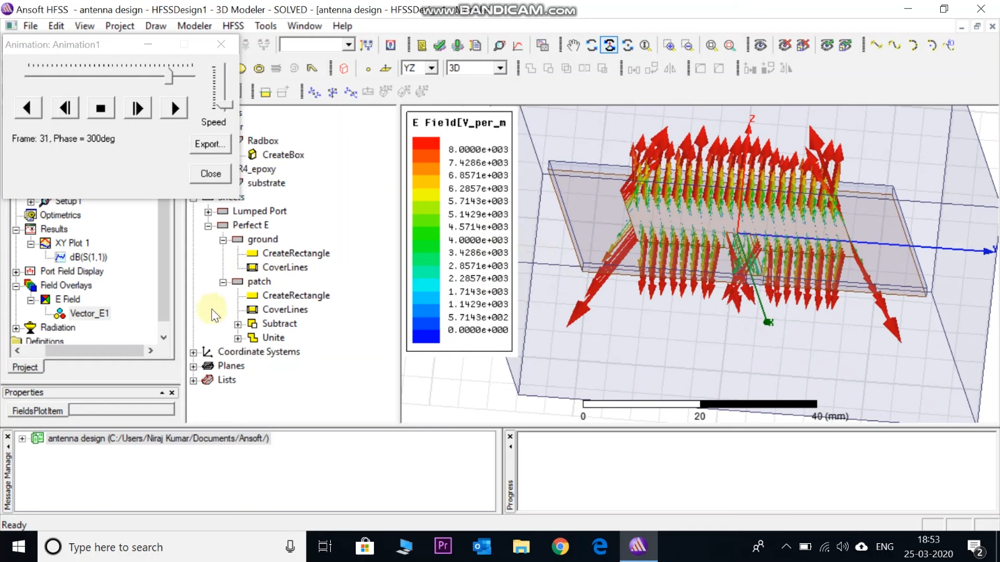 Ansoft HFSS - antenna design - HFSSDesign1 - 3D Modeler - SOLVED - [antenna design - HFSSDesign1 - Modeler]
www.BANDICAM.com
File Edit View Project Draw Modeler HFSS Tools Window Help
Animation: Animation1
YZ
3D
Speed
Frame: 31, Phase = 300deg
Export...
Close
Setup1
Optimetrics
Results
XY Plot 1
dB(S(1,1))
Port Field Display
Field Overlays
E Field
Vector_E1
Radiation
Definitions
Project
Properties
FieldsPlotItem
Radbox
CreateBox
R4_epoxy
substrate
Sheets
Lumped Port
Perfect E
ground
CreateRectangle
CoverLines
patch
CreateRectangle
CoverLines
Subtract
Unite
Coordinate Systems
Planes
Lists
E Field[V_per_m
8.0000e+003
7.4286e+003
6.8571e+003
6.2857e+003
5.7143e+003
5.1429e+003
4.5714e+003
4.0000e+003
3.4286e+003
2.8571e+003
2.2857e+003
1.7143e+003
1.1429e+003
5.7143e+002
0.0000e+000
Z
0 20 40 (mm)
Message Manage
antenna design (C:/Users/Niraj Kumar/Documents/Ansoft/)
Progress
Ready
Type here to search
Pr
ENG
18:53
25-03-2020
2